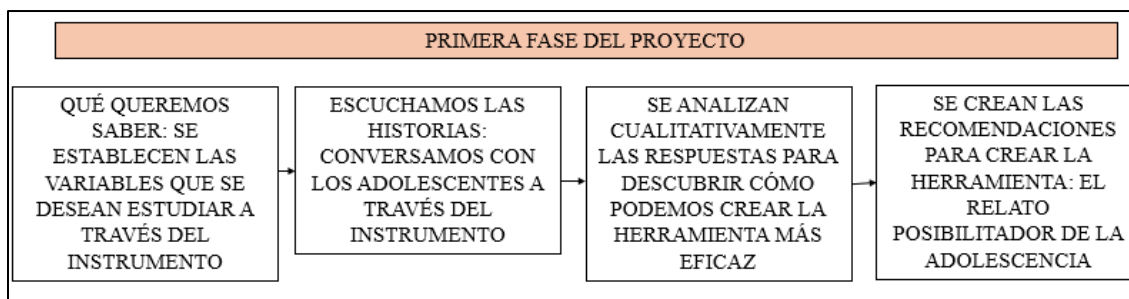 PRIMERA FASE DEL PROYECTO
QUÉ QUEREMOS
SABER: SE
ESTABLECEN LAS
VARIABLES QUE SE
DESEAN ESTUDIAR A
TRAVÉS DEL
INSTRUMENTO
ESCUCHAMOS LAS
HISTORIAS:
CONVERSAMOS CON
LOS ADOLESCENTES A
TRAVÉS DEL
INSTRUMENTO
SE ANALIZAN
CUALITATIVAMENTE
LAS RESPUESTAS PARA
DESCUBRIR CÓMO
PODEMOS CREAR LA
HERRAMIENTA MÁS
EFICAZ
SE CREAN LAS
RECOMENDACIONES
PARA CREAR LA
HERRAMIENTA: EL
RELATO
POSIBILITADOR DE LA
ADOLESCENCIA